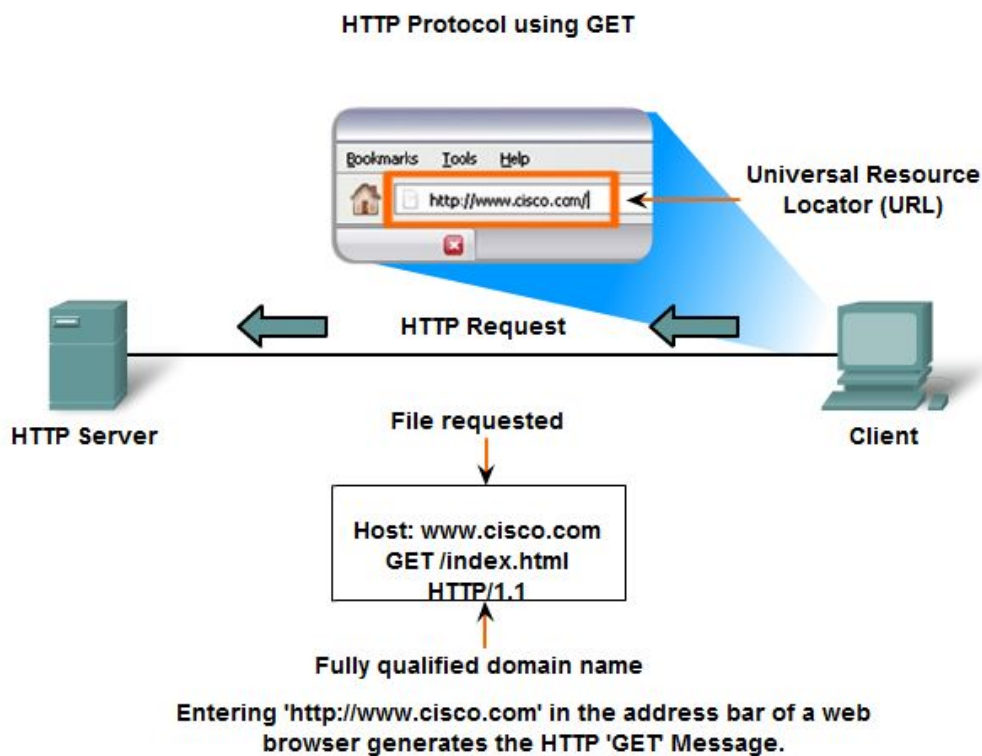 HTTP Protocol using GET
Bookmarks Tools Help
http://www.cisco.com/
Universal Resource
Locator (URL)
HTTP Request
HTTP Server
Client
File requested
Host: www.cisco.com
GET /index.html
HTTP/1.1
Fully qualified domain name
Entering 'http://www.cisco.com' in the address bar of a web
browser generates the HTTP 'GET' Message.